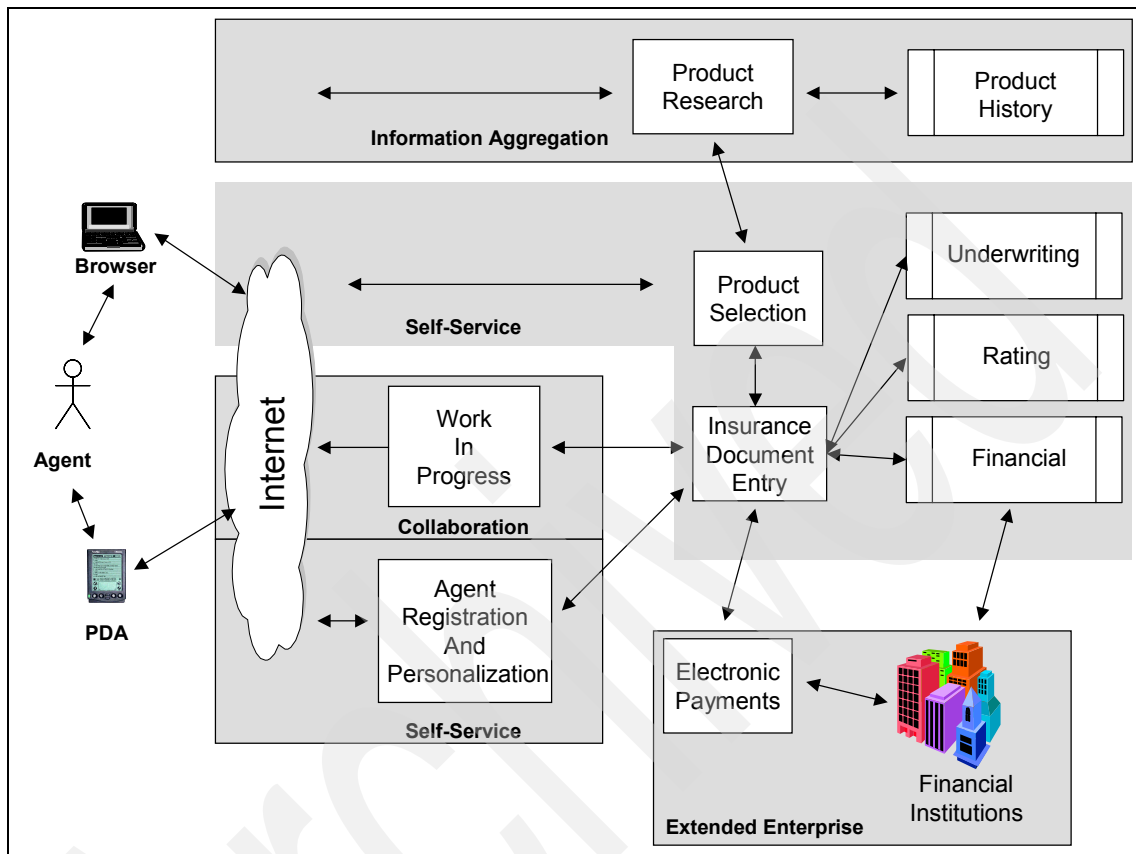 Product
Research
Product
History
Information Aggregation
Browser
Agent
PDA
Internet
Self-Service
Product
Selection
Underwriting
Rating
Financial
Work
In
Progress
Collaboration
Insurance
Document
Entry
Agent
Registration
And
Personalization
Self-Service
Electronic
Payments
Financial
Institutions
Extended Enterprise
Archived